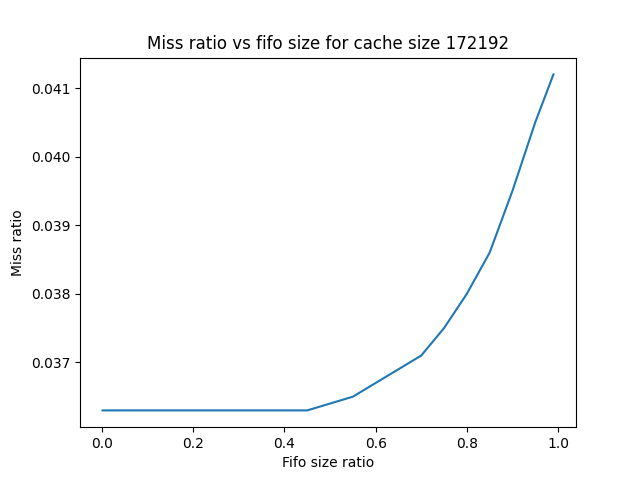 Miss ratio vs fifo size for cache size 172192
0.041
0.040
0.039
0.038
0.037
Miss ratio
0.0 0.2 0.4 0.6 0.8 1.0
Fifo size ratio